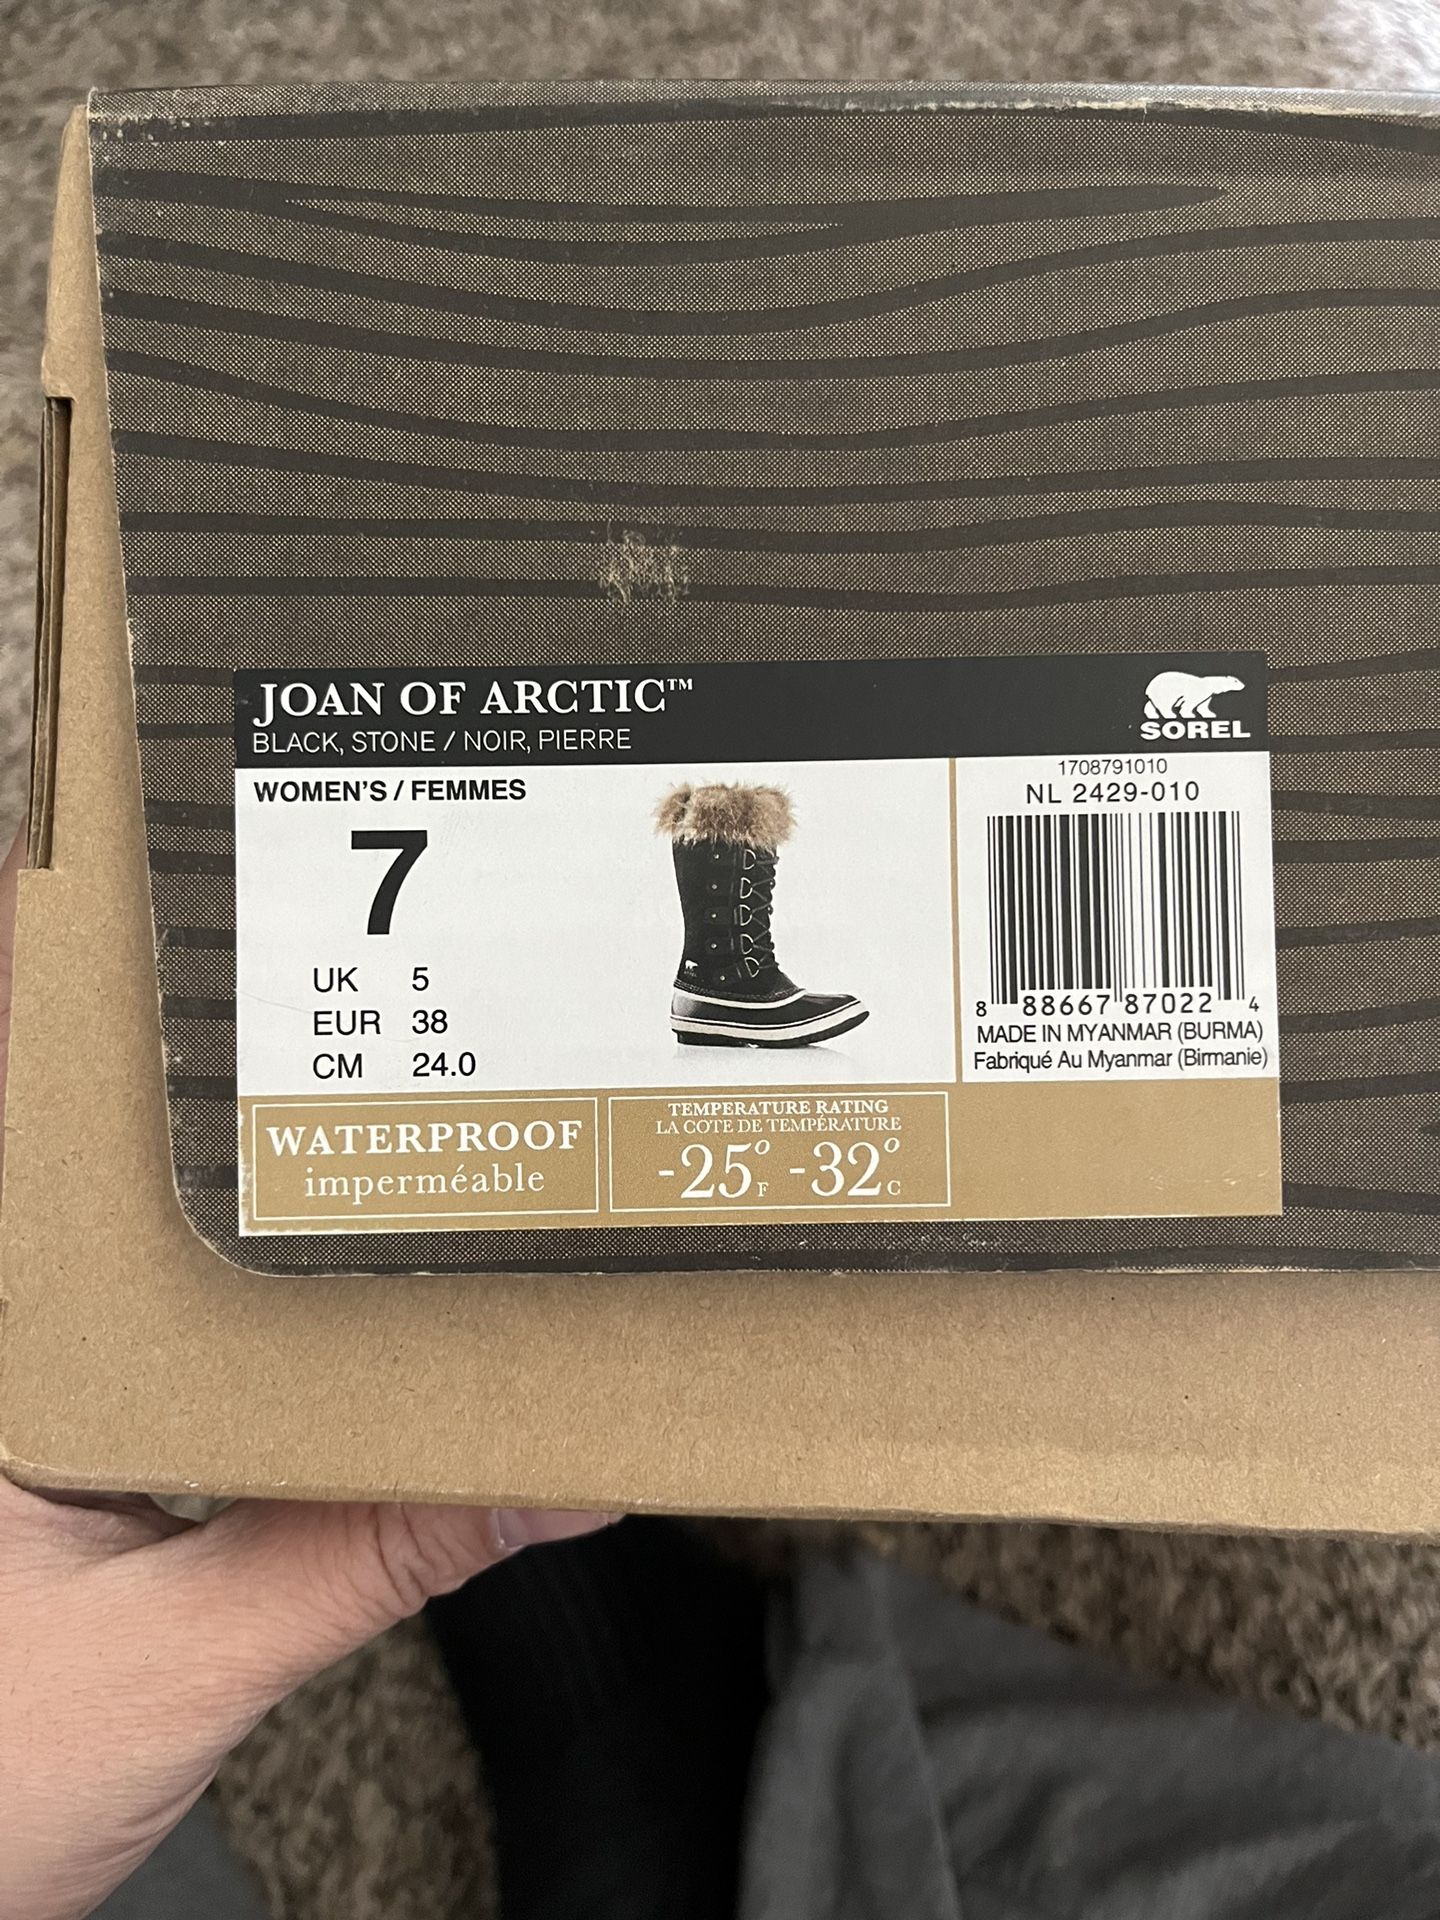 JOAN OF ARCTIC™
BLACK, STONE / NOIR, PIERRE
SOREL
WOMEN'S / FEMMES
7
UK 5
EUR 38
CM 24.0
1708791010
NL 2429-010
8 88667 87022 4
MADE IN MYANMAR (BURMA)
Fabriqué Au Myanmar (Birmanie)
WATERPROOF
imperméable
TEMPERATURE RATING
LA COTE DE TEMPÉRATURE
-25°F -32°C